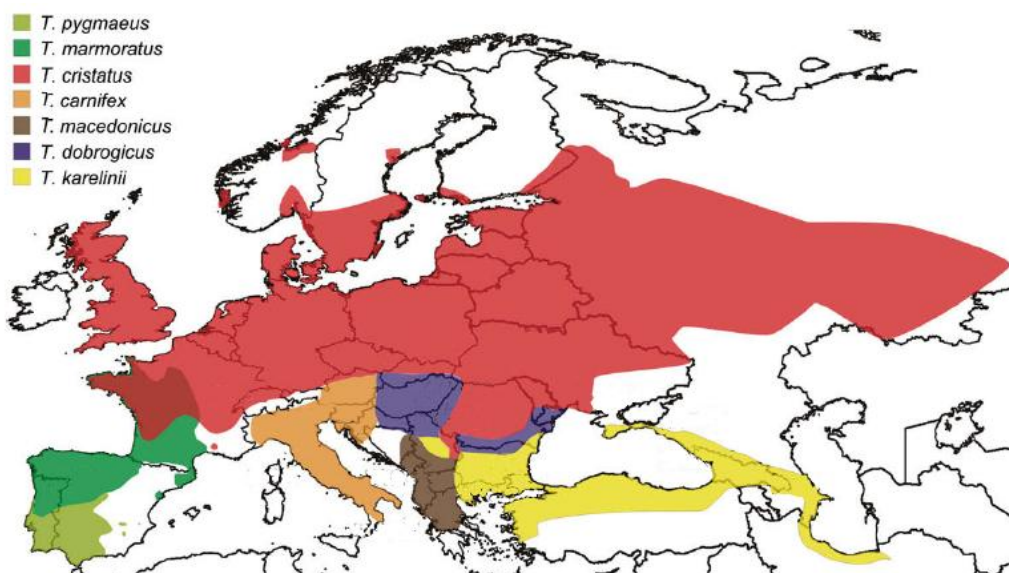 T. pygmaeus
T. marmoratus
T. cristatus
T. carnifex
T. macedonicus
T. dobrogicus
T. karelinii